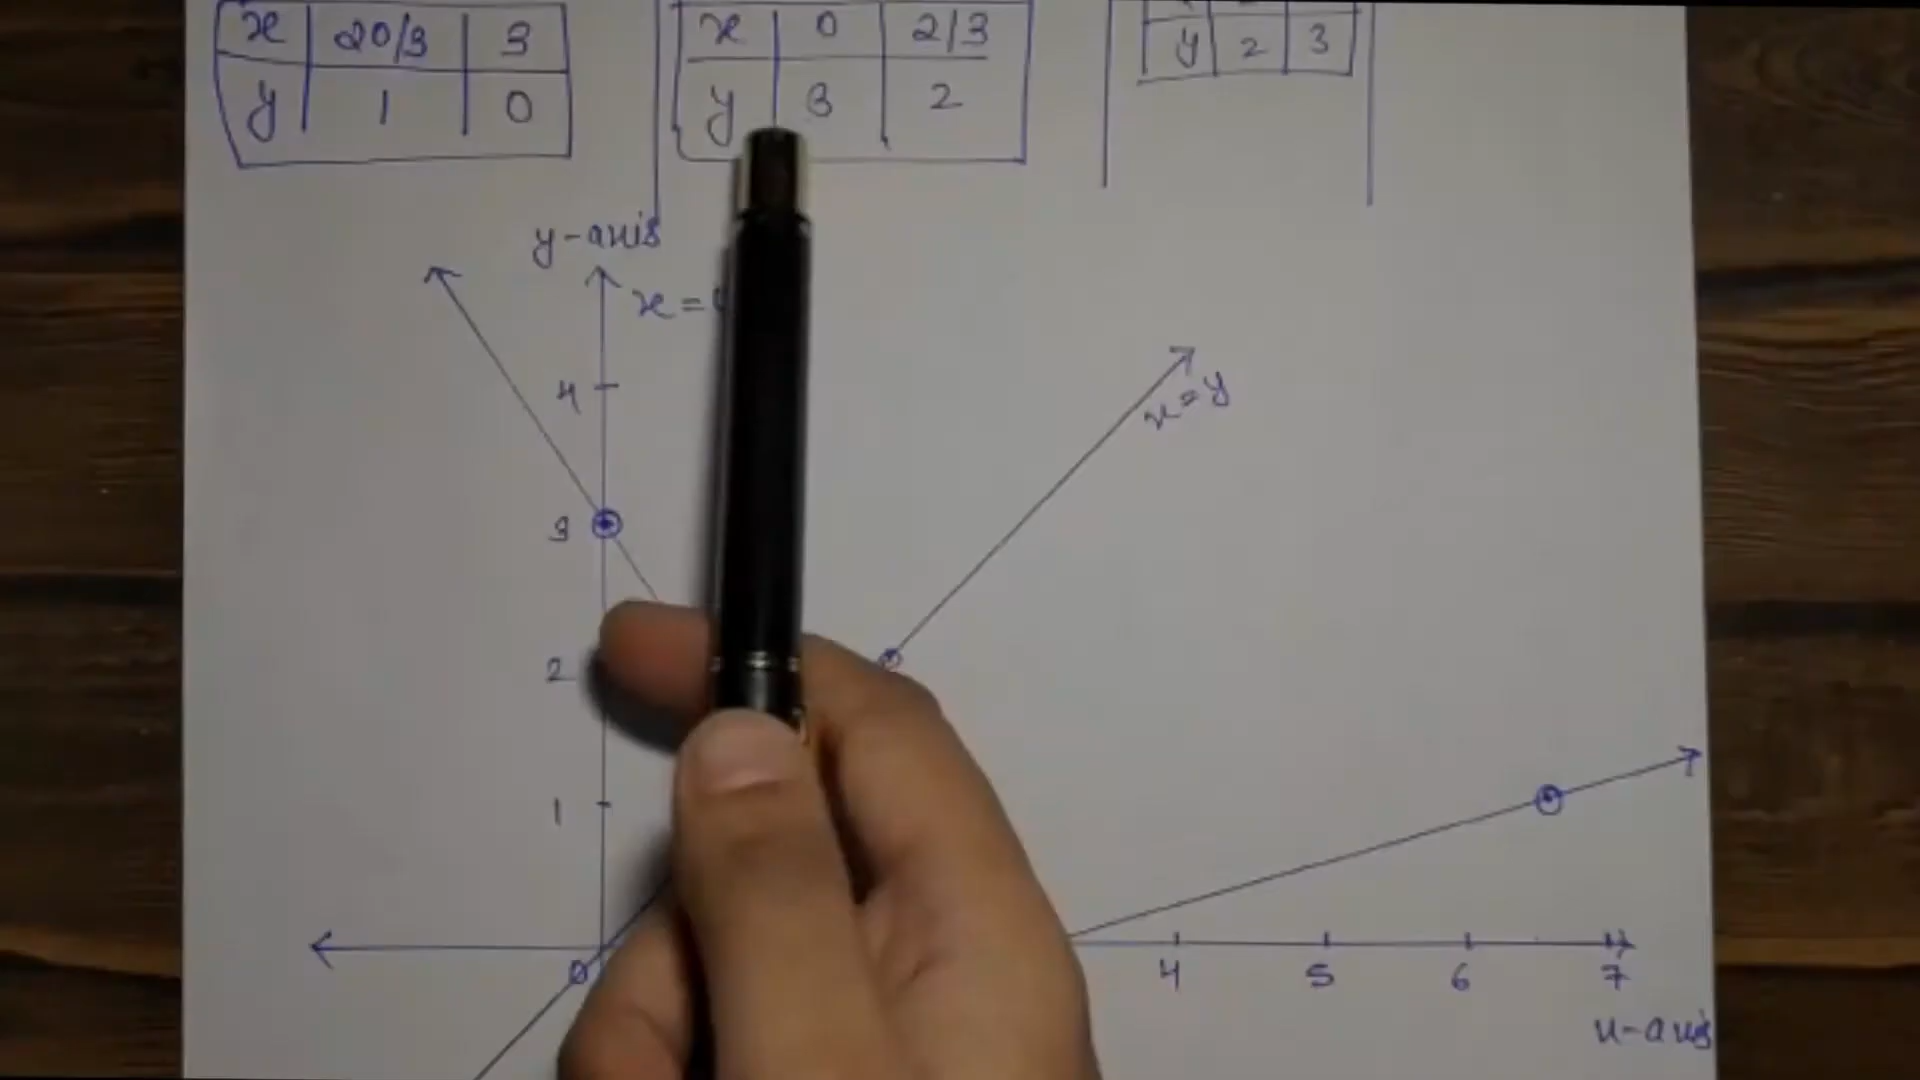 x 20/3 3
y 1 0
x 0 2/3
y 3 2
y 2 3
y-axis
x=
4
x=y
3
2
1
0
4 5 6 7
x-axis